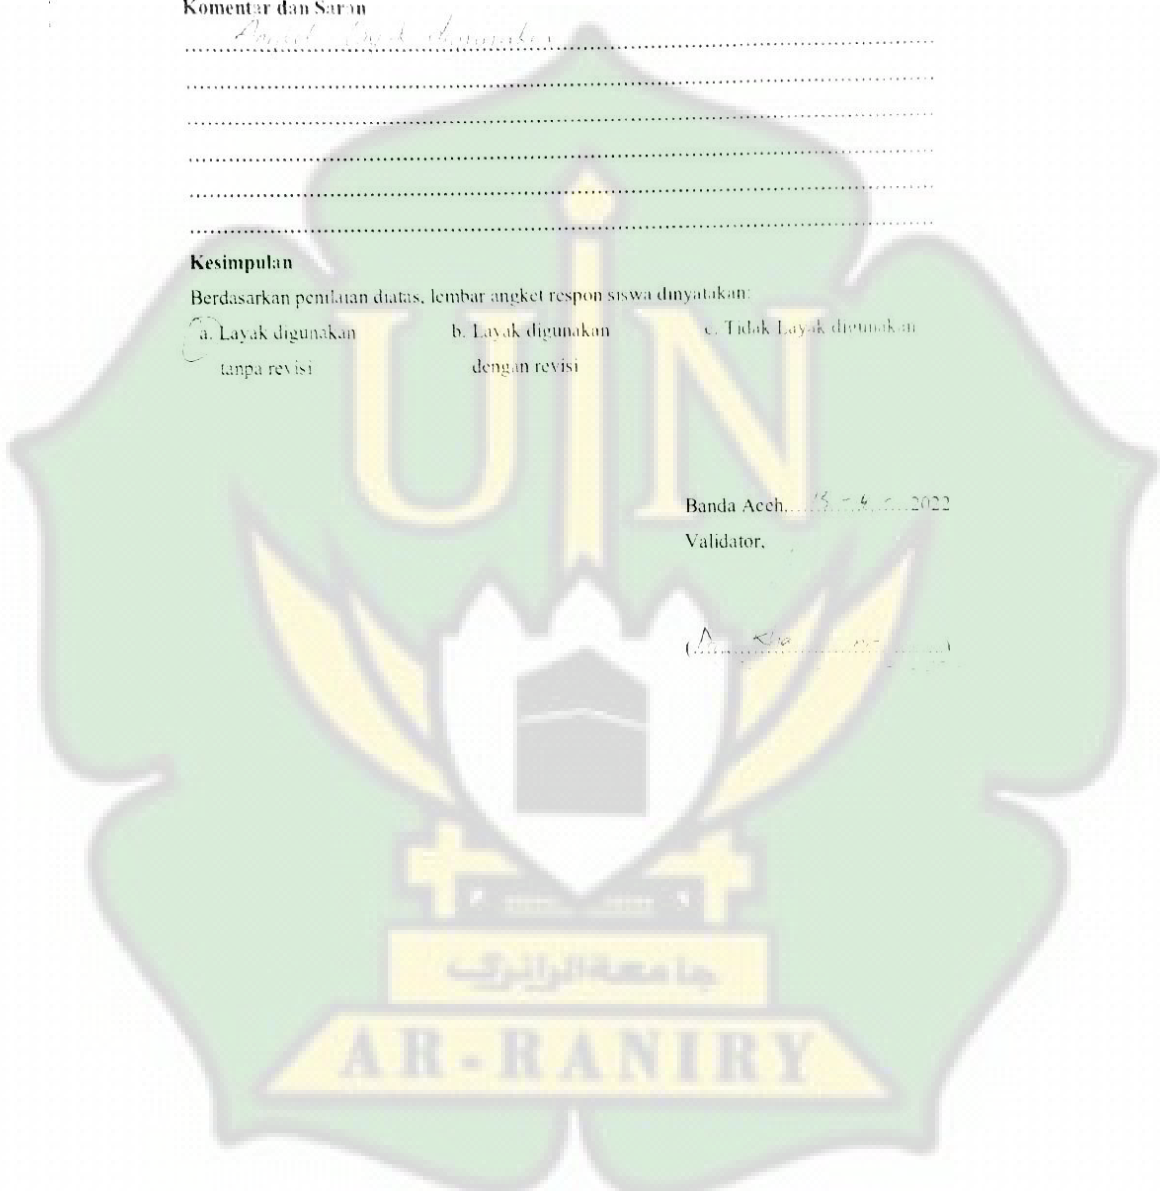 Komentar dan Saran
Kesimpulan
Berdasarkan penilaian diatas, lembar angket respon siswa dinyatakan:
a. Layak digunakan b. Layak digunakan c. Tidak Layak digunakan
tanpa revisi dengan revisi
UIN
Banda Aceh, 2022
Validator,
جامعة الرانري
AR-RANIRY